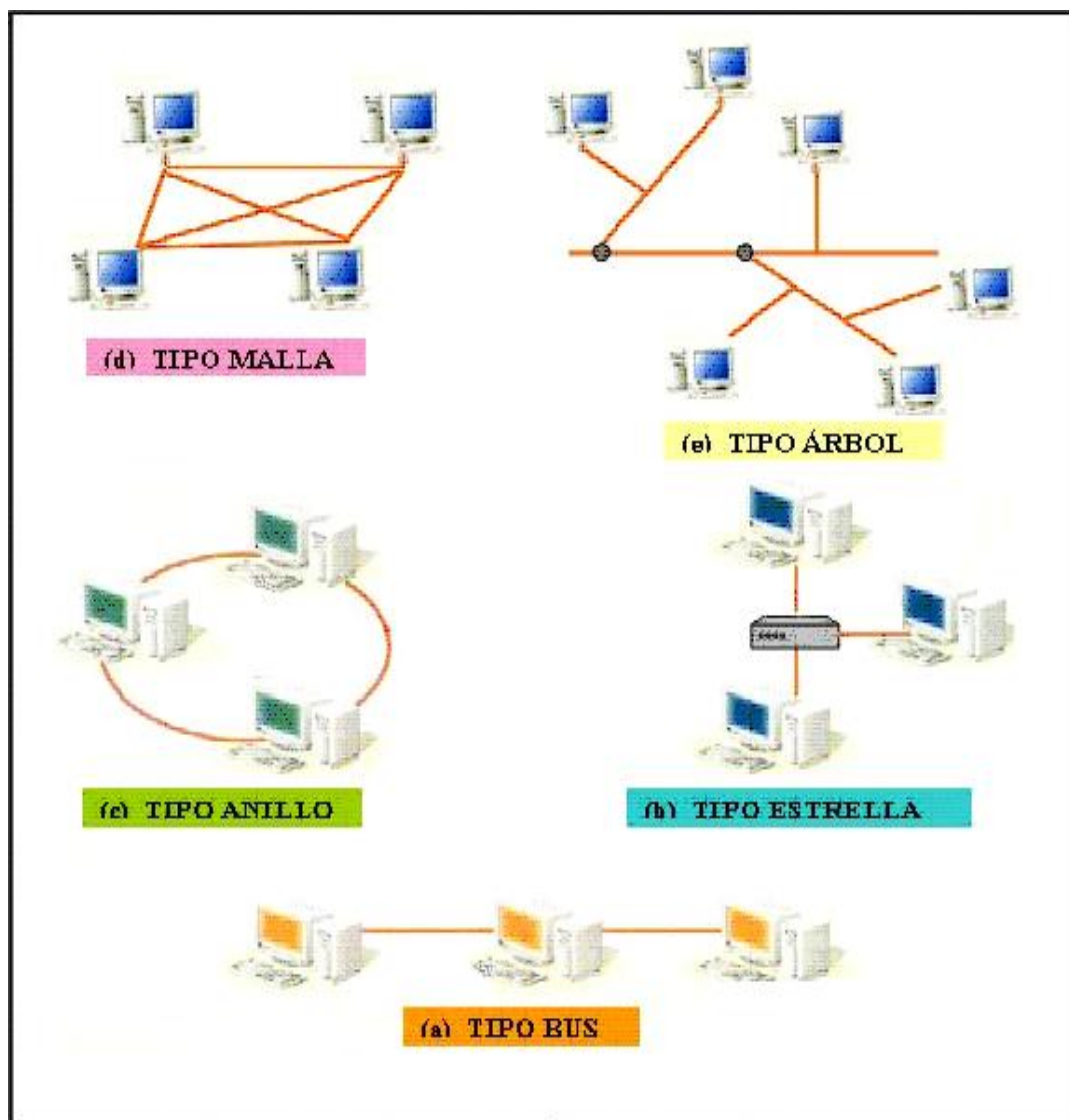 (d) TIPO MALLA
(e) TIPO ÁRBOL
(c) TIPO ANILLO
(b) TIPO ESTRELLA
(a) TIPO BUS